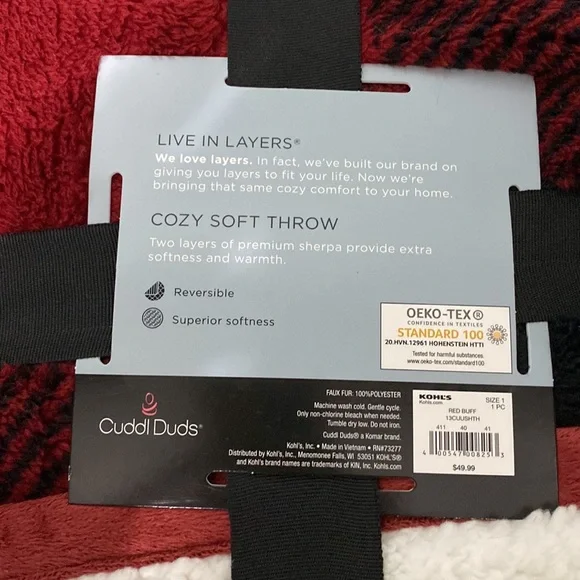 LIVE IN LAYERS®
We love layers. In fact, we've built our brand on
giving you layers to fit your life. Now we're
bringing that same cozy comfort to your home.
COZY SOFT THROW
Two layers of premium sherpa provide extra
softness and warmth.
Reversible
Superior softness
OEKO-TEX®
CONFIDENCE IN TEXTILES
STANDARD 100
20.HVN.12961 HOHENSTEIN HTTI
Tested for harmful substances.
www.oeko-tex.com/standard100
Cuddl Duds®
FAUX FUR: 100%POLYESTER
Machine wash cold. Gentle cycle.
Only non-chlorine bleach when needed.
Tumble dry low. Do not iron.
Cuddl Duds® a Komar brand.
Kohl's, Inc. • Made in Vietnam • RN#73277
Distributed by Kohl's, Inc., Menomonee Falls, WI 53051 KOHL'S®
and Kohl's brand names are trademarks of KIN, Inc. Kohls.com
KOHL'S
Kohls.com
SIZE 1
1 PC
RED BUFF
13CUUSHTH
411 40 41
4 00547 00825 3
$49.99